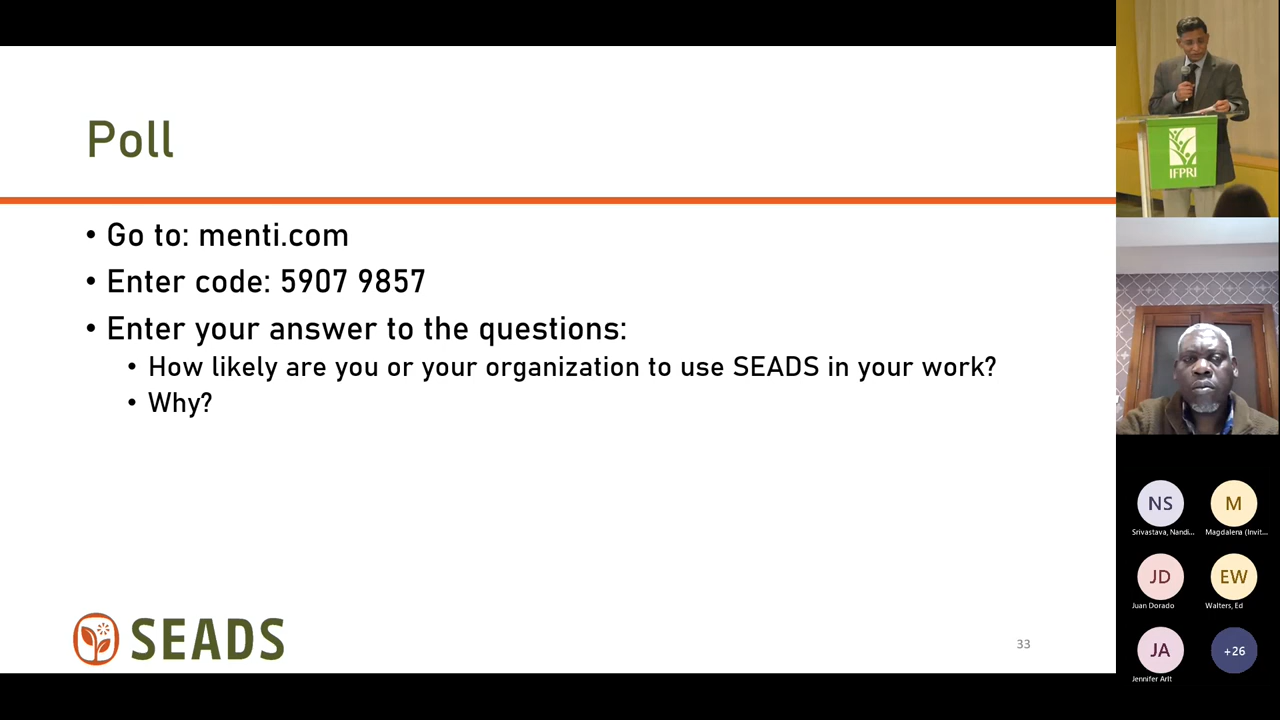 Poll
• Go to: menti.com
• Enter code: 5907 9857
• Enter your answer to the questions:
• How likely are you or your organization to use SEADS in your work?
• Why?
SEADS
33
IFPRI
NS
M
Srivastava, Nandi...
Magdalena (Invit...
JD
EW
Juan Dorado
Walters, Ed
JA
+26
Jennifer Arlt